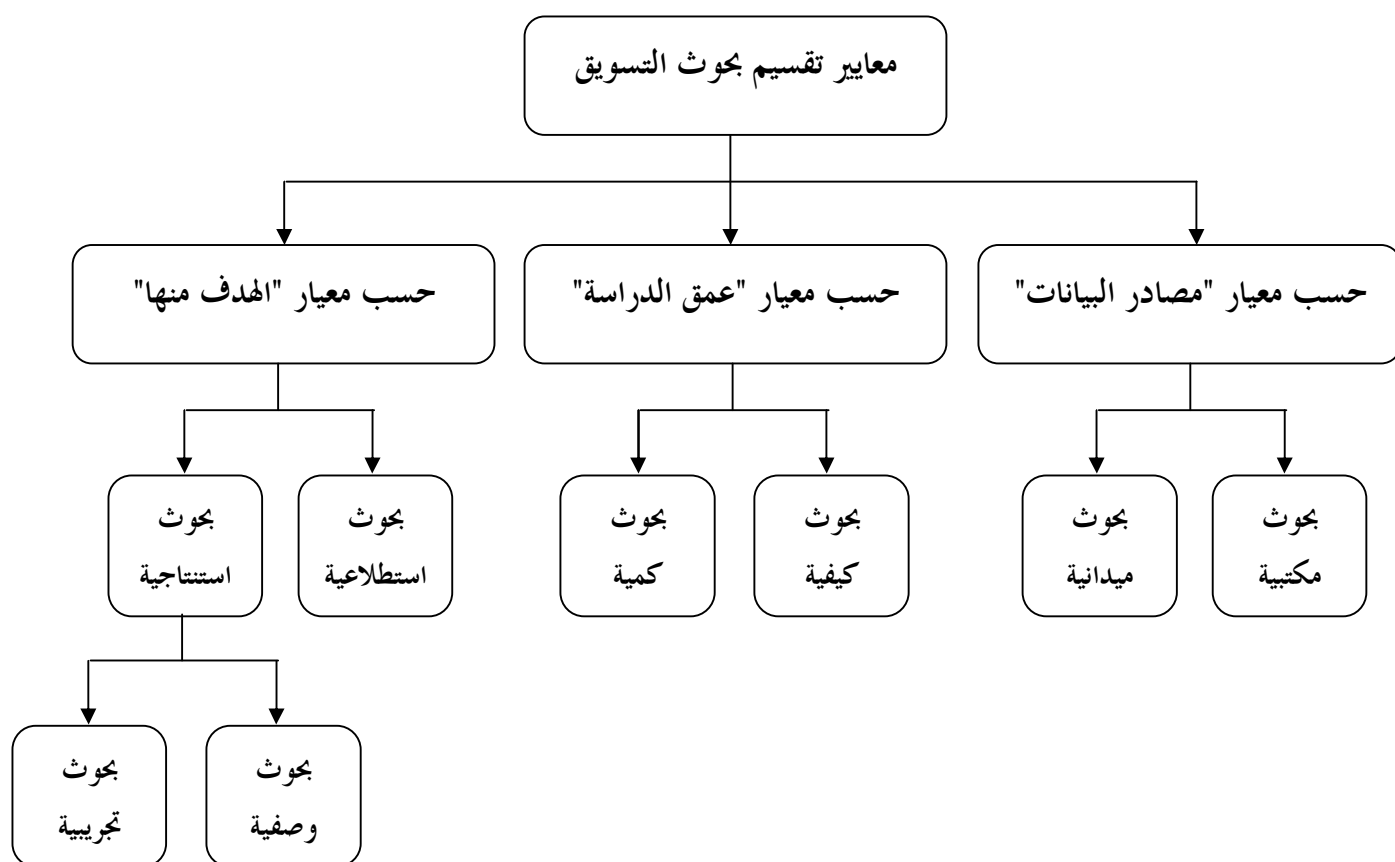 معايير تقسيم بحوث التسويق
حسب معيار "مصادر البيانات"
حسب معيار "عمق الدراسة"
حسب معيار "الهدف منها"
بحوث
مكتبية
بحوث
ميدانية
بحوث
كيفية
بحوث
كمية
بحوث
استطلاعية
بحوث
استنتاجية
بحوث
وصفية
بحوث
تجريبية